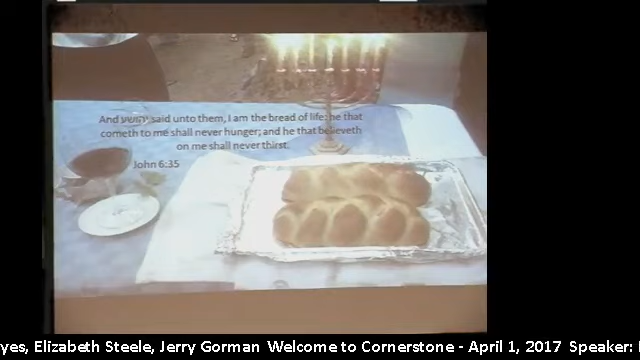 And יהושע said unto them, I am the bread of life: he that
cometh to me shall never hunger; and he that believeth
on me shall never thirst.
John 6:35
yes, Elizabeth Steele, Jerry Gorman Welcome to Cornerstone - April 1, 2017 Speaker: